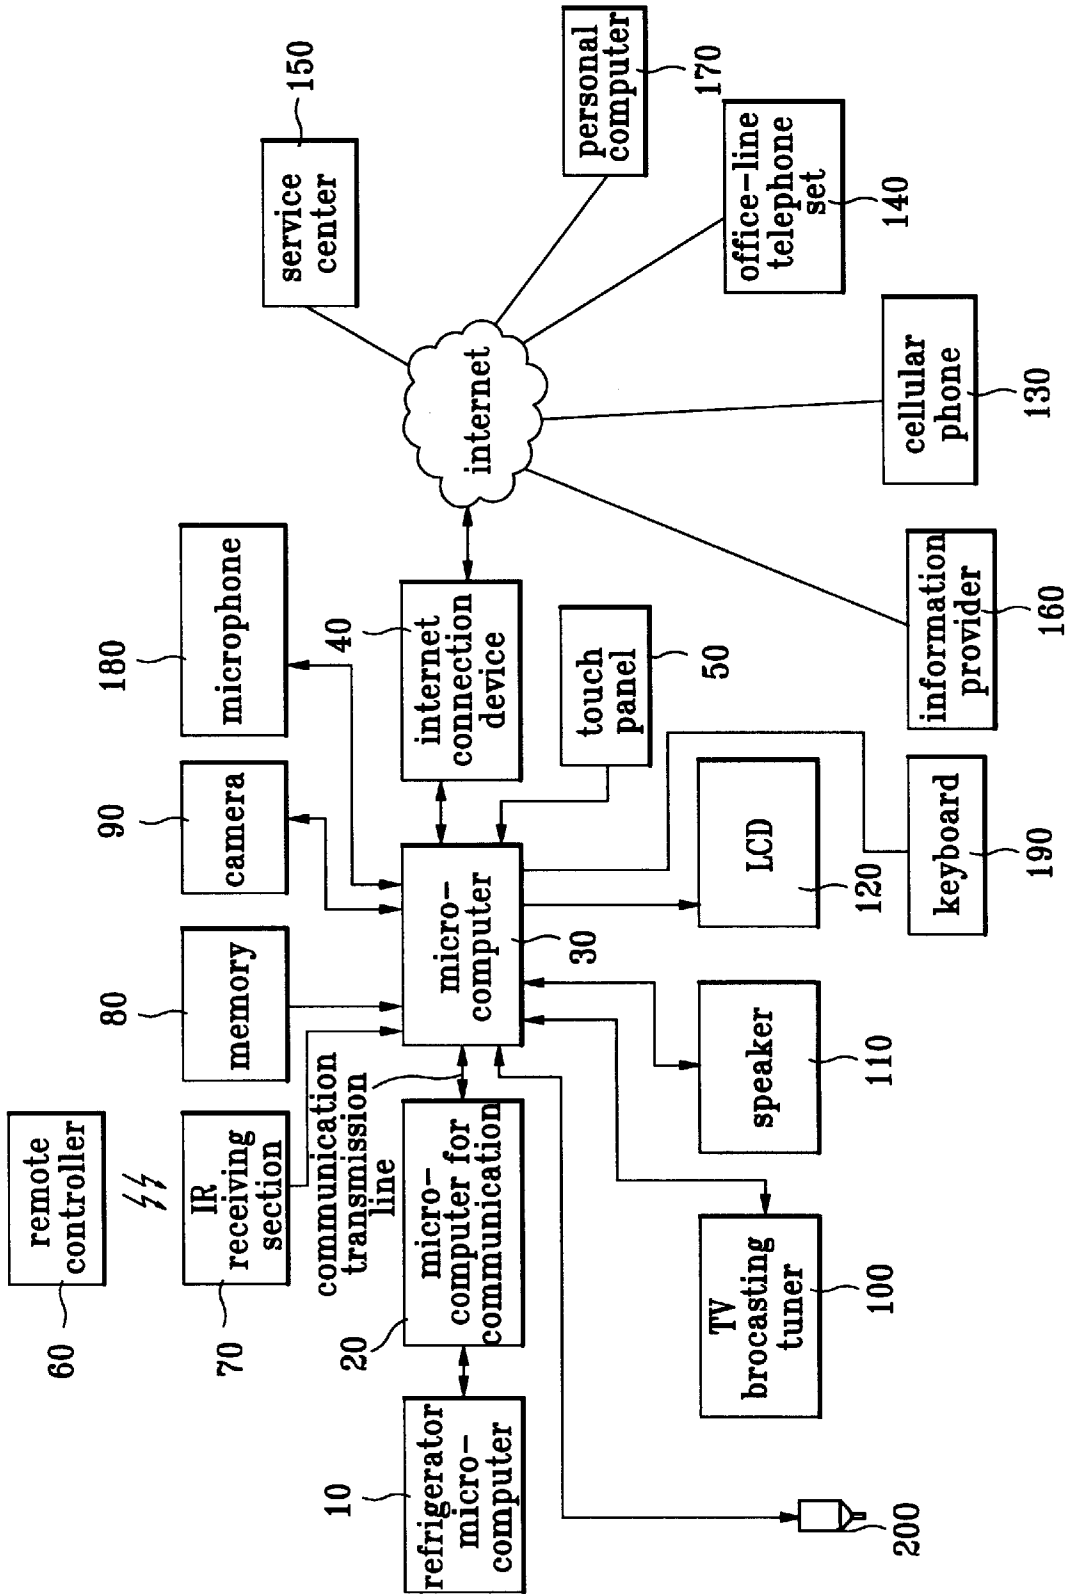 60
remote
controller
70
IR
receiving
section
80
memory
90
camera
180
microphone
150
service
center
communication
transmission
line
10
refrigerator
micro-
computer
20
micro-
computer for
communication
micro-
computer
30
40
internet
connection
device
internet
touch
panel
50
personal
computer
170
200
TV
brocasting
tuner
100
speaker
110
LCD
120
office-line
telephone
set
140
keyboard
190
information
provider
160
cellular
phone
130